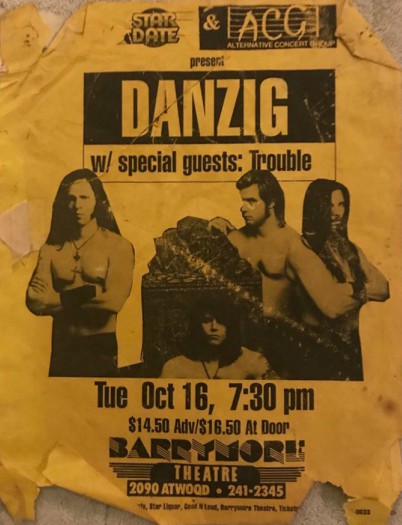 STAR DATE & ACG
ALTERNATIVE CONCERT GROUP
present
DANZIG
w/ special guests: Trouble
Tue Oct 16, 7:30 pm
$14.50 Adv/$16.50 At Door
BARRYMORE
THEATRE
2090 ATWOOD • 241-2345
Star Liquor, Good N Loud, Barrymore Theatre,
0033